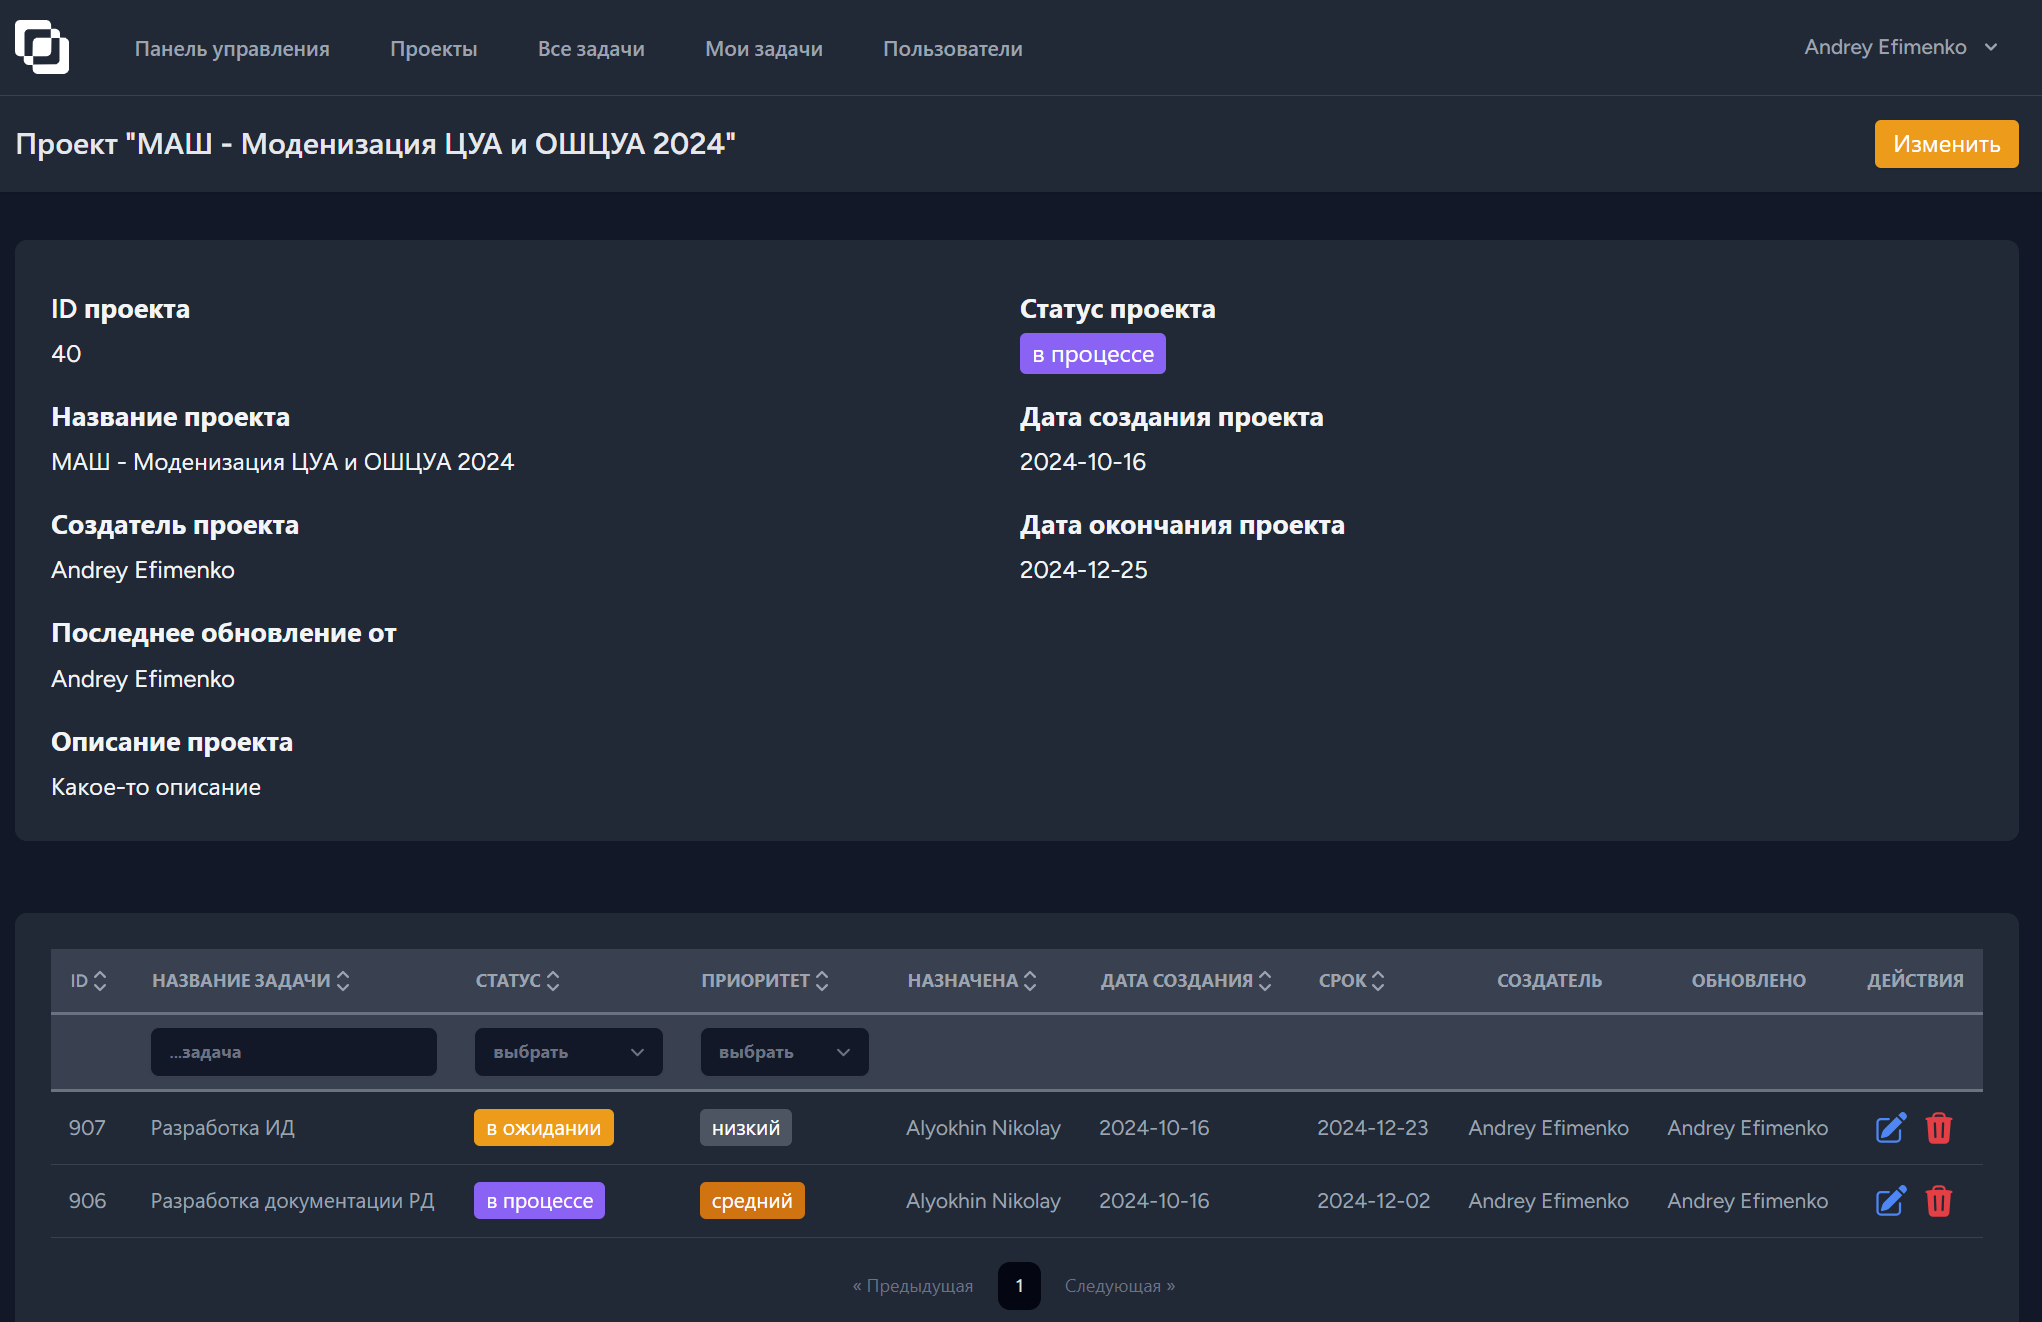 Панель управления Проекты Все задачи Мои задачи Пользователи Andrey Efimenko
Проект "МАШ - Моденизация ЦУА и ОШЦУА 2024" Изменить
ID проекта Статус проекта
40 в процессе
Название проекта Дата создания проекта
МАШ - Моденизация ЦУА и ОШЦУА 2024 2024-10-16
Создатель проекта Дата окончания проекта
Andrey Efimenko 2024-12-25
Последнее обновление от
Andrey Efimenko
Описание проекта
Какое-то описание
ID НАЗВАНИЕ ЗАДАЧИ СТАТУС ПРИОРИТЕТ НАЗНАЧЕНА ДАТА СОЗДАНИЯ СРОК СОЗДАТЕЛЬ ОБНОВЛЕНО ДЕЙСТВИЯ
...задача выбрать выбрать
907 Разработка ИД в ожидании низкий Alyokhin Nikolay 2024-10-16 2024-12-23 Andrey Efimenko Andrey Efimenko
906 Разработка документации РД в процессе средний Alyokhin Nikolay 2024-10-16 2024-12-02 Andrey Efimenko Andrey Efimenko
« Предыдущая 1 Следующая »